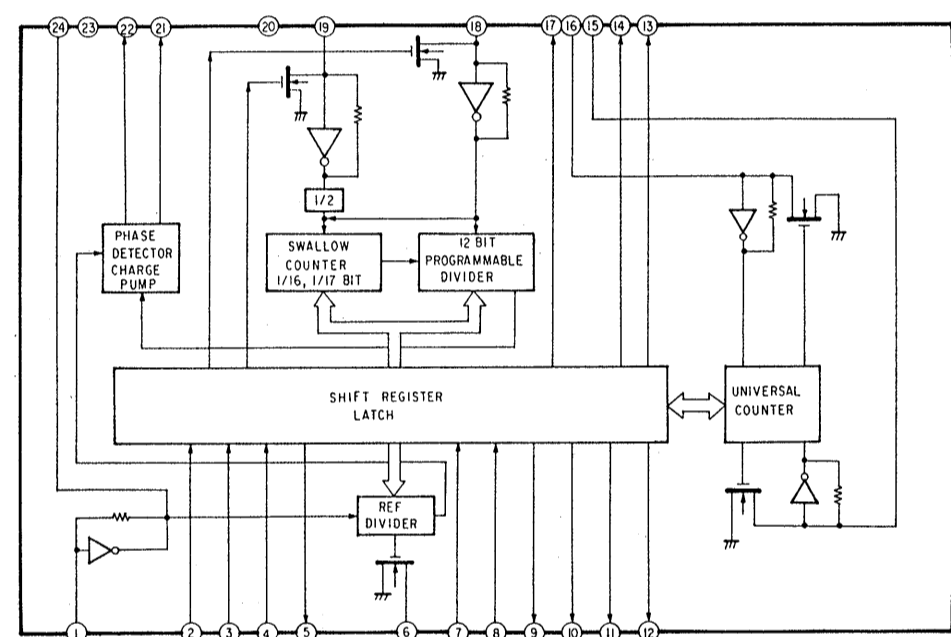 24 23 22 21 20 19 18 17 16 15 14 13
1/2
PHASE
DETECTOR
CHARGE
PUMP
SWALLOW
COUNTER
1/16, 1/17 BIT
12 BIT
PROGRAMMABLE
DIVIDER
SHIFT REGISTER
LATCH
UNIVERSAL
COUNTER
REF
DIVIDER
1 2 3 4 5 6 7 8 9 10 11 12